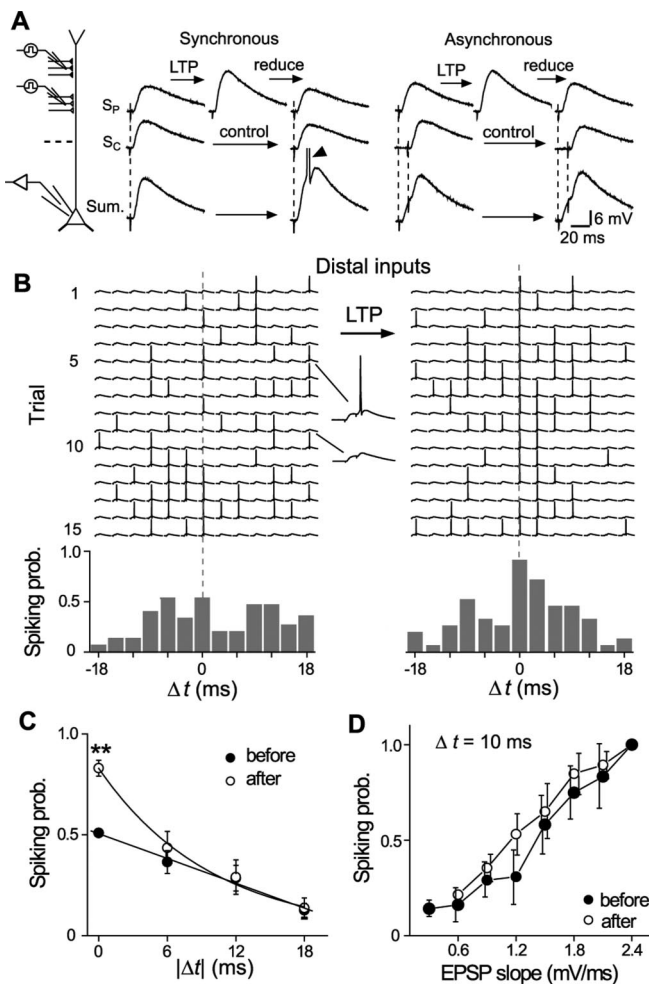 A
Synchronous
Asynchronous
LTP
reduce
LTP
reduce
SP
SC
control
control
Sum.
6 mV
20 ms
Distal inputs
B
LTP
1
5
10
15
Trial
Spiking prob.
1.0
0.5
0
-18
0
18
-18
0
18
Δt (ms)
Δt (ms)
C
**
before
after
Spiking prob.
1.0
0.5
0
0
6
12
18
|Δt| (ms)
D
Δ t = 10 ms
before
after
Spiking prob.
1.0
0.5
0
0.6
1.2
1.8
2.4
EPSP slope (mV/ms)